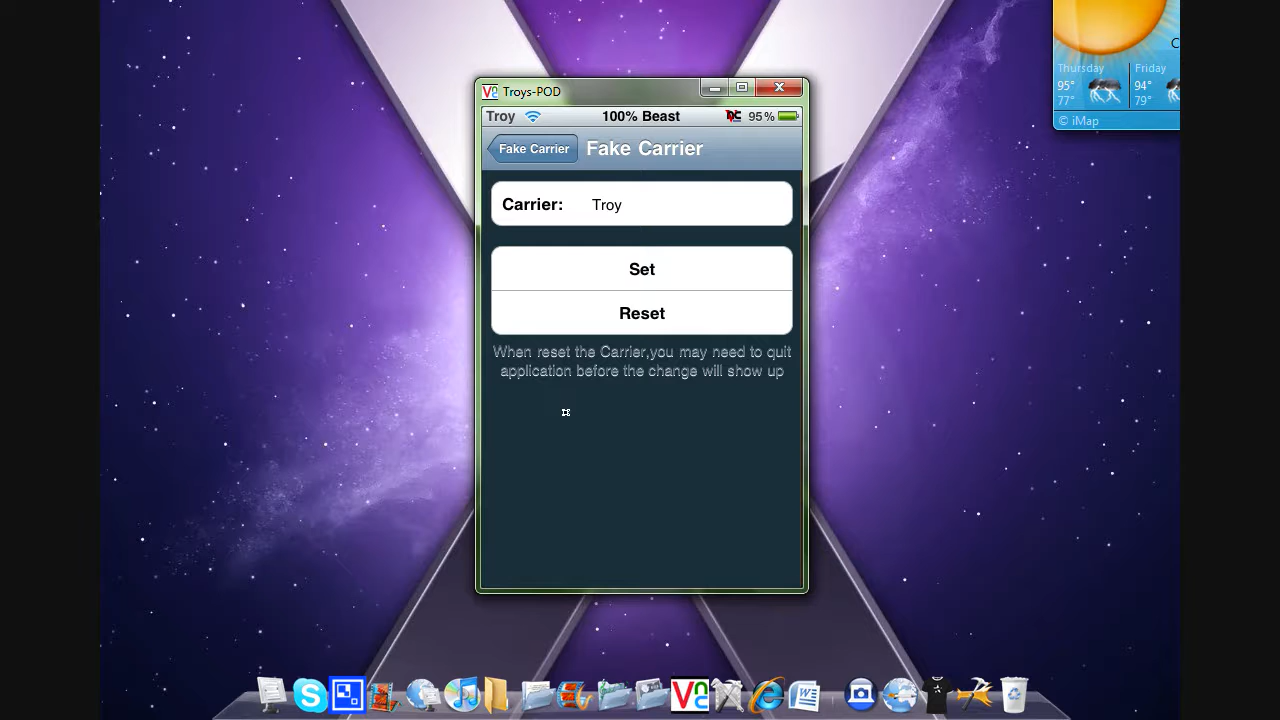 Troys-POD
Troy 100% Beast 95%
Fake Carrier Fake Carrier
Carrier: Troy
Set
Reset
When reset the Carrier,you may need to quit
application before the change will show up
C
Thursday Friday
95° 94°
77° 79°
© iMap